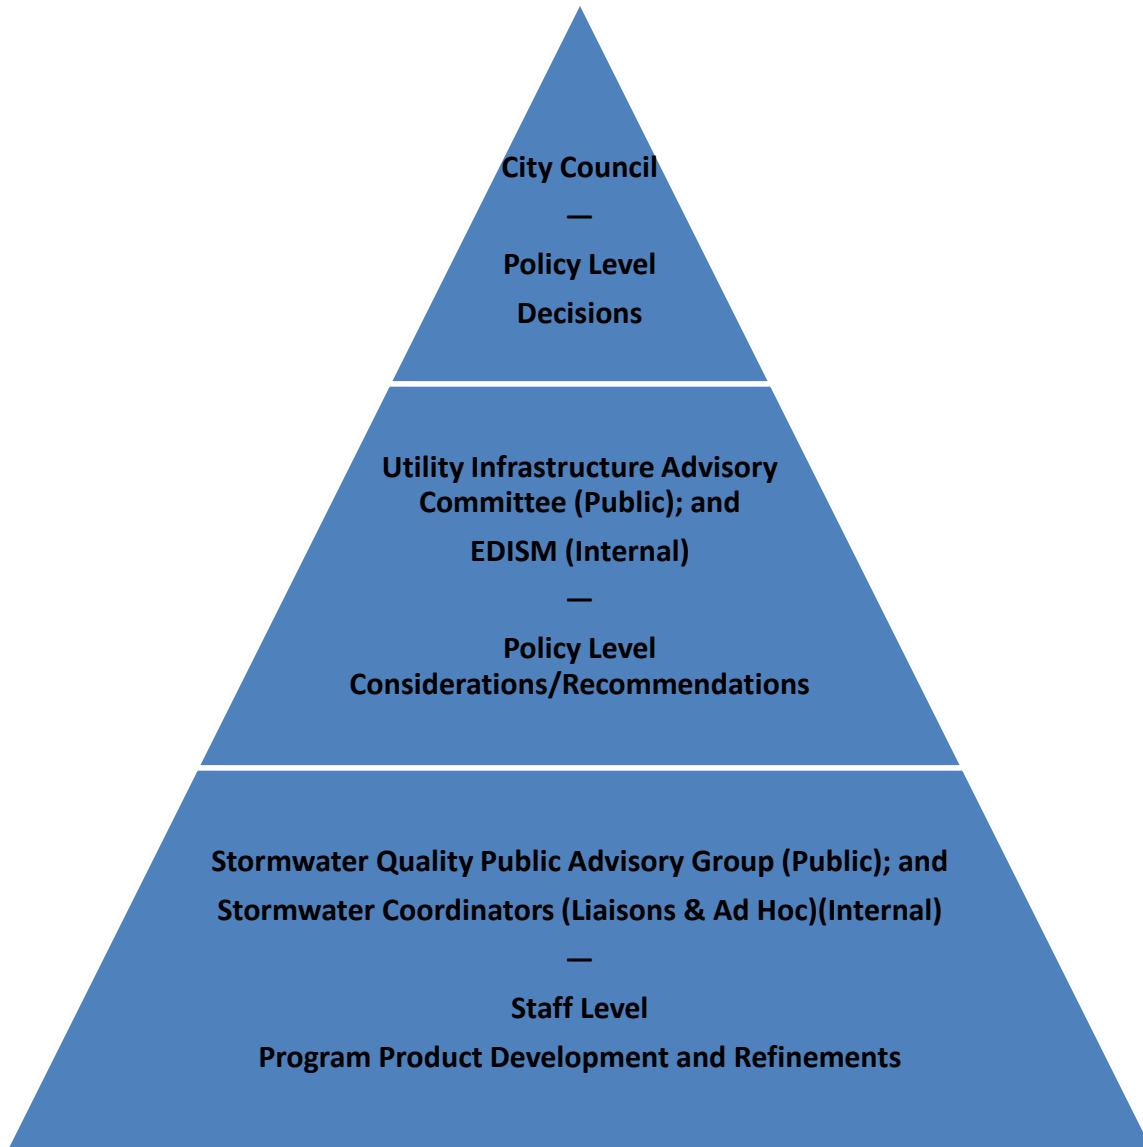 City Council
—
Policy Level
Decisions
Utility Infrastructure Advisory
Committee (Public); and
EDISM (Internal)
—
Policy Level
Considerations/Recommendations
Stormwater Quality Public Advisory Group (Public); and
Stormwater Coordinators (Liaisons & Ad Hoc)(Internal)
—
Staff Level
Program Product Development and Refinements